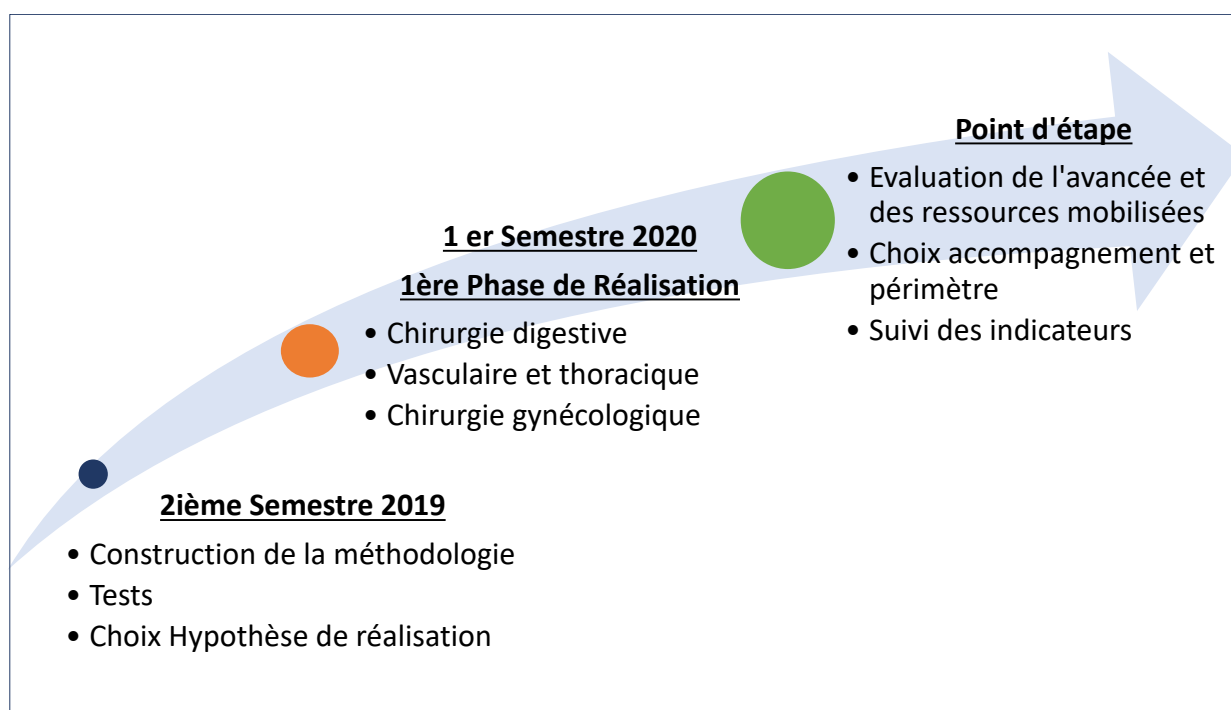 2ième Semestre 2019
• Construction de la méthodologie
• Tests
• Choix Hypothèse de réalisation
1 er Semestre 2020
1ère Phase de Réalisation
• Chirurgie digestive
• Vasculaire et thoracique
• Chirurgie gynécologique
Point d'étape
• Evaluation de l'avancée et
des ressources mobilisées
• Choix accompagnement et
périmètre
• Suivi des indicateurs